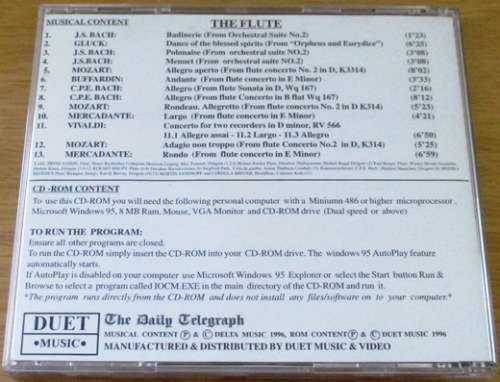 MUSICAL CONTENT THE FLUTE
1. J.S. BACH: Badinerie (From Orchestral Suite No.2) (1'23)
2. GLUCK: Dance of the blessed spirits (From "Orpheus and Eurydice") (6'25)
3. J.S. BACH: Polonaise (From orchestral suite NO.2) (3'08)
4. J.S.BACH: Menuet (From orchestral suite NO.2) (3'08)
5. MOZART: Allegro aperto (From flute concerto No. 2 in D, K3314) (8'02)
6. BUFFARDIN: Andante (From flute concerto in E Minor) (3'33)
7. C.P.E. BACH: Allegro (From flute Sonata in D, Wq 167) (2'16)
8. C.P.E. BACH: Allegro (From Flute Concerto in B flat Wq 167) (8'12)
9. MOZART: Rondeau, Allegretto (From flute concerto No.2 in D K314) (5'23)
10. MERCADANTE: Largo (From flute concerto in E Minor) (4'21)
11. VIVALDI: Concerto for two recorders in D minor, RV 566
11.1 Allegro assai - 11.2 Largo - 11.3 Allegro (6'50)
12. MOZART: Adagio non troppo (From flute Concerto No.2 in D, K314) (5'25)
13. MERCADANTE: Rondo (From flute concerto in E Minor) (6'59)
CD -ROM CONTENT
To use this CD-ROM you will need the following personal computer with a Miniumn 486 or higher microprocessor,
Microsoft Windows 95, 8 MB Ram, Mouse, VGA Monitor and CD-ROM drive (Dual speed or above)
TO RUN THE PROGRAM:
Ensure all other programs are closed.
To run the CD-ROM simply insert the CD-ROM into your CD-ROM drive. The windows 95 AutoPlay feature
automatically starts.
If AutoPlay is disabled on your computer use Microsoft Windows 95 Explorer or select the Start button Run &
Browse to select a program called IOCM.EXE in the main directory of the CD-ROM and run it.
*The program runs directly from the CD-ROM and does not install any files/software on to your computer.*
DUET
•MUSIC•
The Daily Telegraph
MUSICAL CONTENT Ⓟ & Ⓒ DELTA MUSIC 1996, ROM CONTENT Ⓟ & Ⓒ DUET MUSIC 1996
MANUFACTURED & DISTRIBUTED BY DUET MUSIC & VIDEO